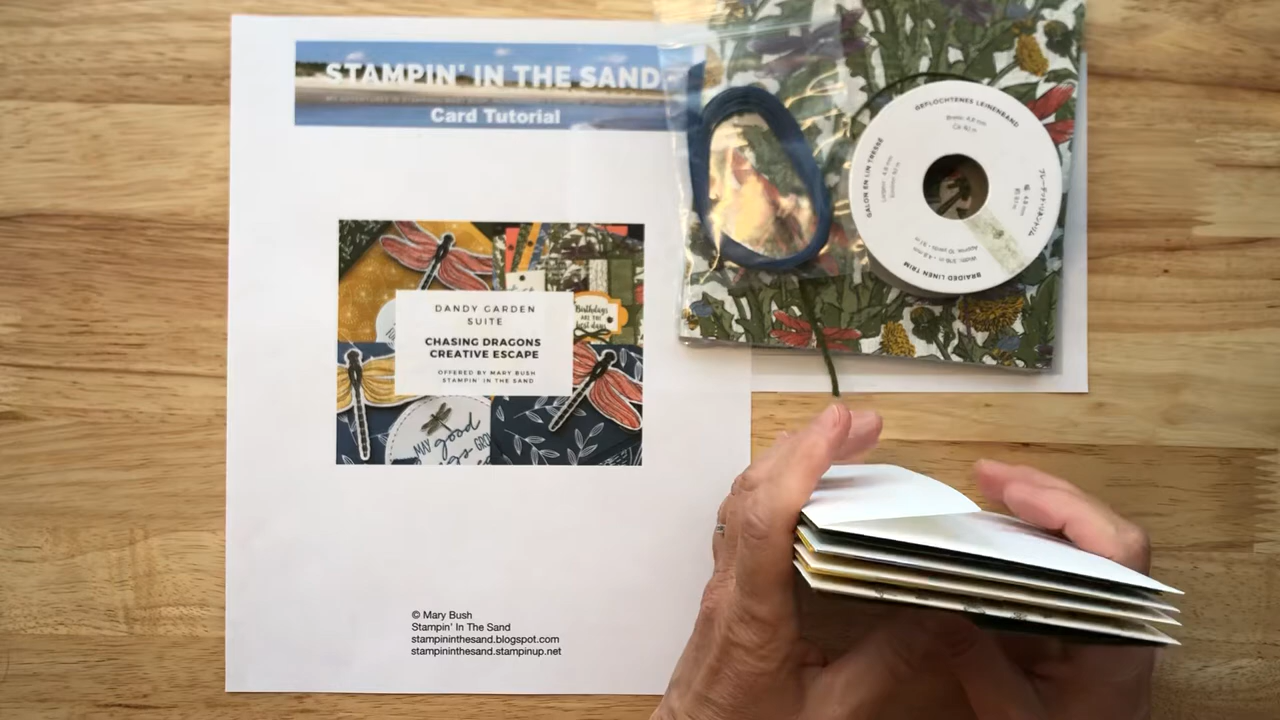 STAMPIN' IN THE SAND
Card Tutorial
DANDY GARDEN
SUITE
CHASING DRAGONS
CREATIVE ESCAPE
OFFERED BY MARY BUSH
STAMPIN' IN THE SAND
Birthdays
ARE THE
best days
MAY good
© Mary Bush
Stampin' In The Sand
stampininthesand.blogspot.com
stampininthesand.stampinup.net
GEFLOCHTENES LEINENBAND
GALON EN LIN TRESSÉ
BRAIDED LINEN TRIM